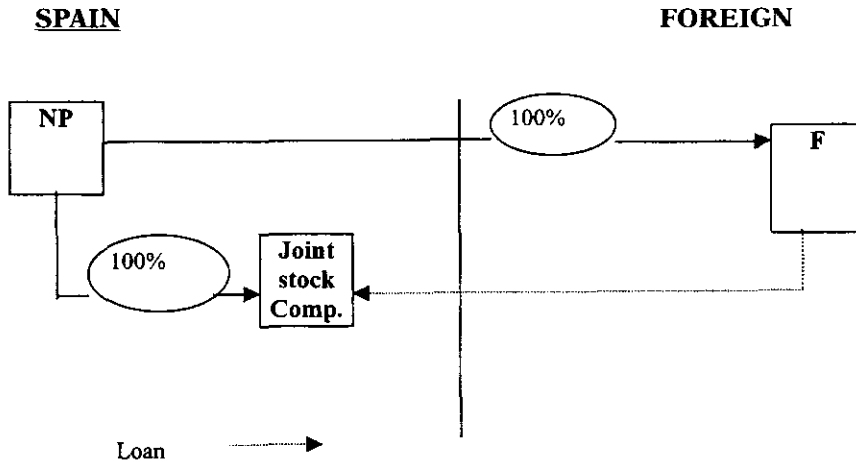 SPAIN
FOREIGN
NP
100%
F
100%
Joint
stock
Comp.
Loan